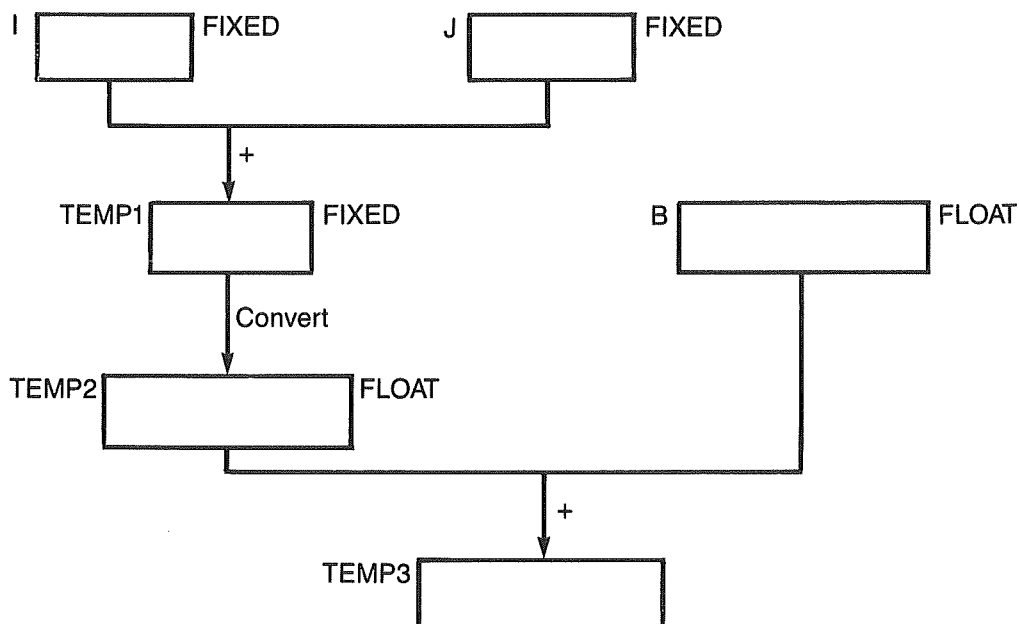 I FIXED J FIXED
+
TEMP1 FIXED B FLOAT
Convert
TEMP2 FLOAT
+
TEMP3